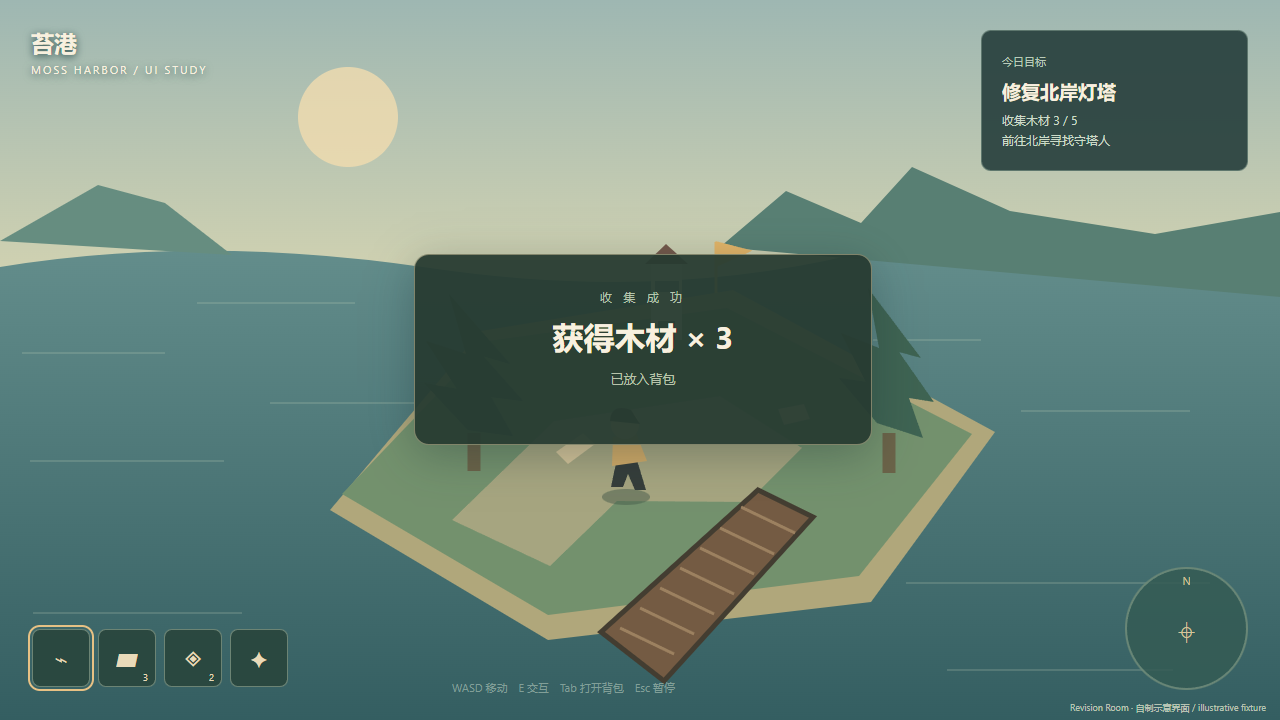 苔港
MOSS HARBOR / UI STUDY
今日目标
修复北岸灯塔
收集木材 3 / 5
前往北岸寻找守塔人
收集成功
获得木材 × 3
已放入背包
N
3
2
WASD 移动 E 交互 Tab 打开背包 Esc 暂停
Revision Room · 自制示意界面 / illustrative fixture